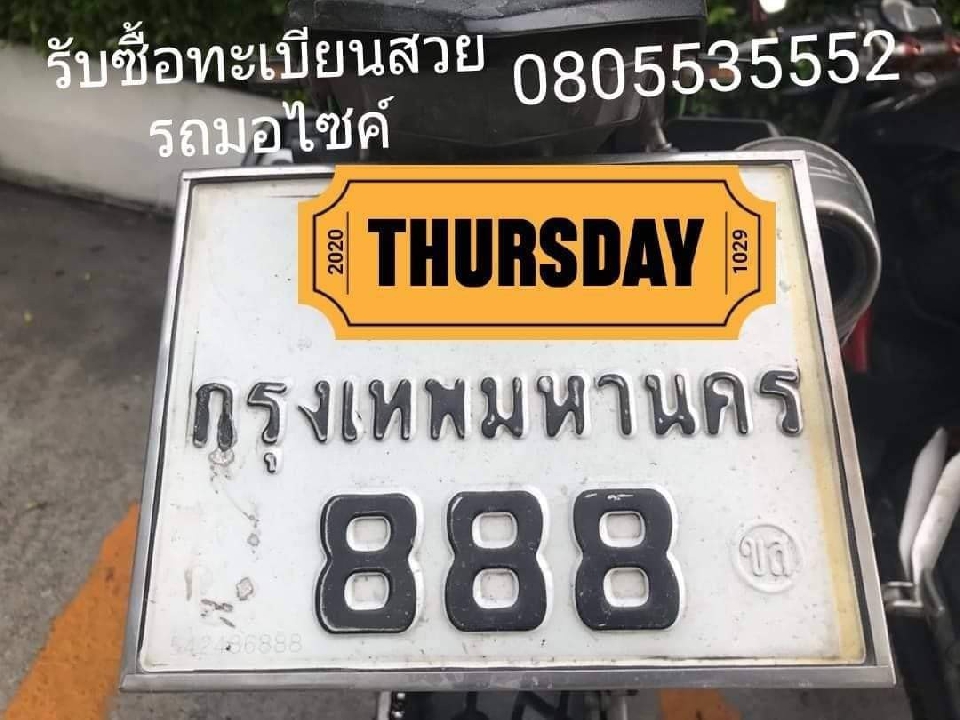 รับซื้อทะเบียนสวย 0805535552
รถมอไซค์
2020 THURSDAY 1029
กรุงเทพมหานคร
888
ขส
542486888